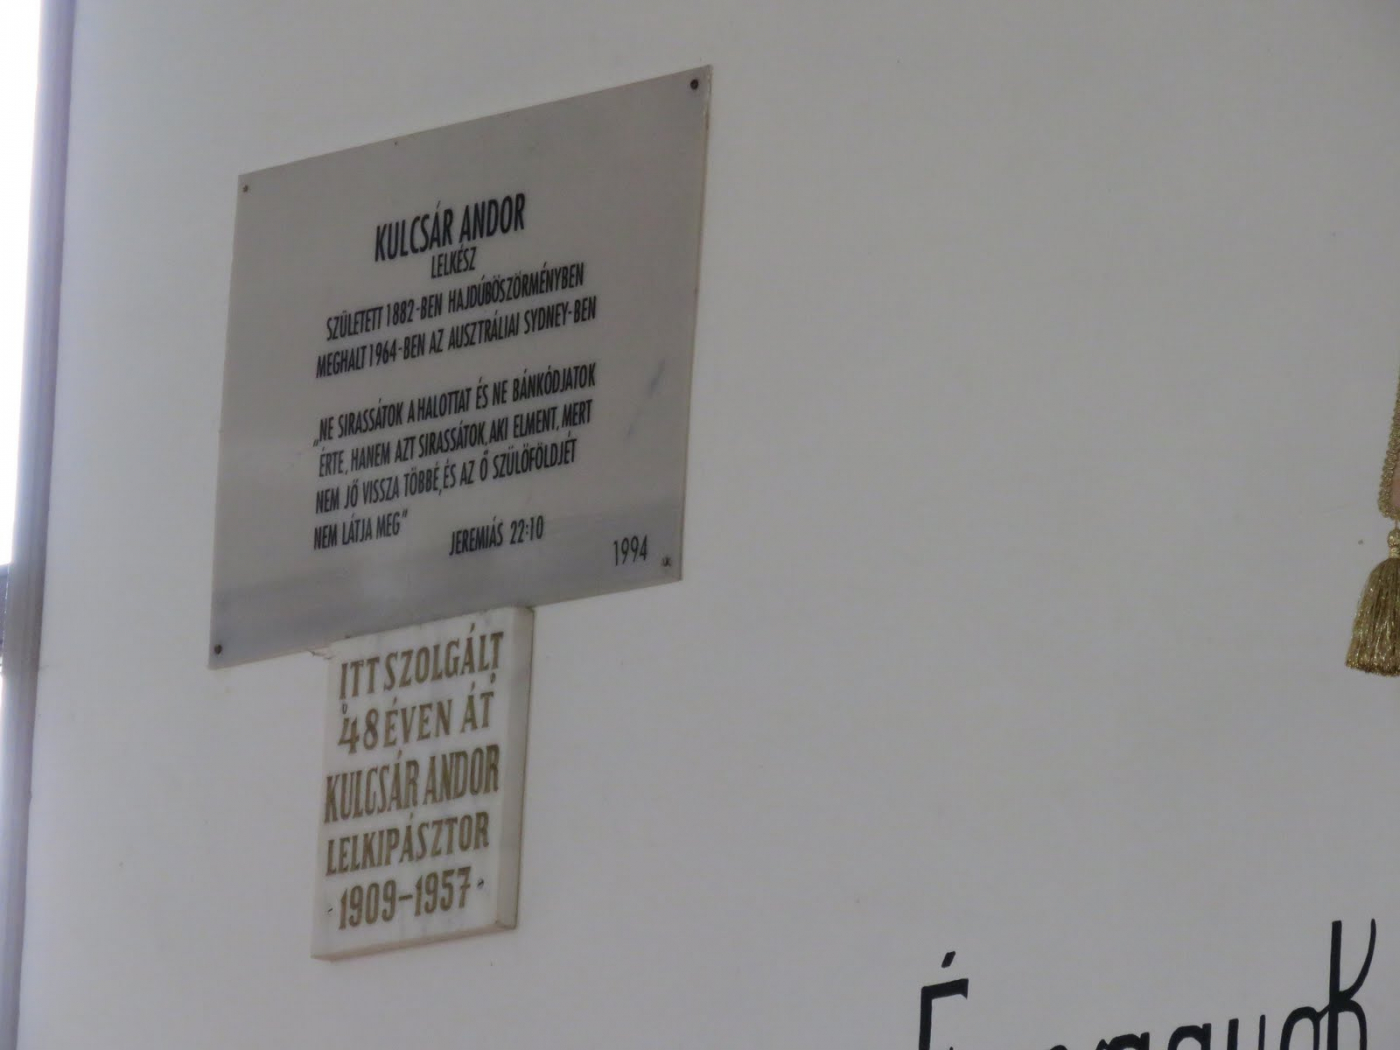 KULCSÁR ANDOR
LELKÉSZ
SZÜLETETT 1882-BEN HAJDÚBÖSZÖRMÉNYBEN
MEGHALT 1964-BEN AZ AUSZTRÁLIAI SYDNEY-BEN
„NE SIRASSÁTOK A HALOTTAT ÉS NE BÁNKÓDJATOK
ÉRTE, HANEM AZT SIRASSÁTOK, AKI ELMENT, MERT
NEM JŐ VISSZA TÖBBÉ, ÉS AZ Ő SZÜLŐFÖLDJÉT
NEM LÁTJA MEG"
JEREMIÁS 22:10
1994
ITT SZOLGÁLT
48 ÉVEN ÁT
KULCSÁR ANDOR
LELKIPÁSZTOR
1909–1957